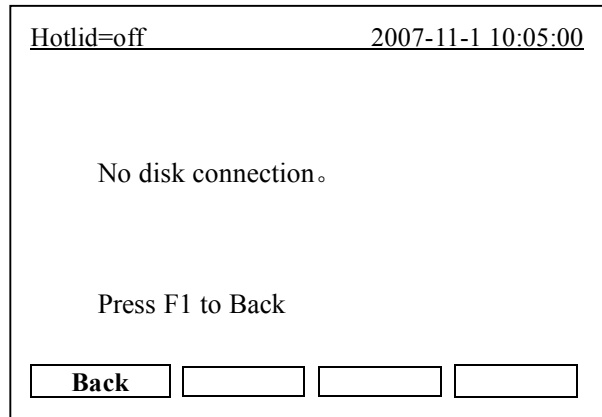 Hotlid=off 2007-11-1 10:05:00
No disk connection。
Press F1 to Back
Back